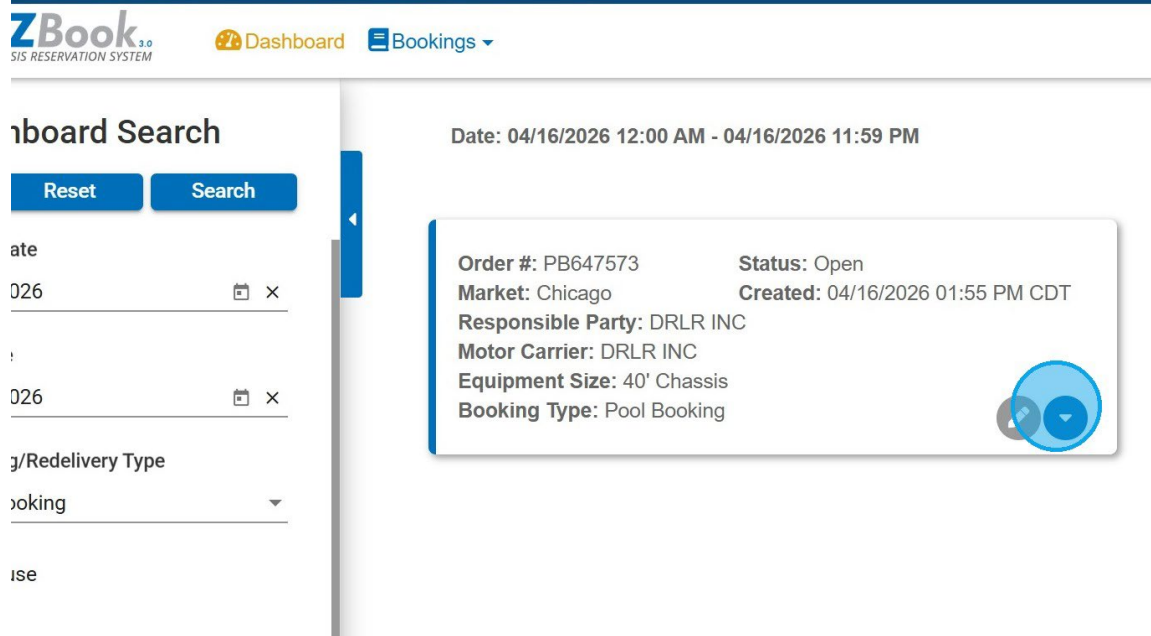 ZBook 3.0
SIS RESERVATION SYSTEM
Dashboard
Bookings
nboard Search
Reset
Search
ate
026
e
026
g/Redelivery Type
ooking
use
Date: 04/16/2026 12:00 AM - 04/16/2026 11:59 PM
Order #: PB647573 Status: Open
Market: Chicago Created: 04/16/2026 01:55 PM CDT
Responsible Party: DRLR INC
Motor Carrier: DRLR INC
Equipment Size: 40' Chassis
Booking Type: Pool Booking